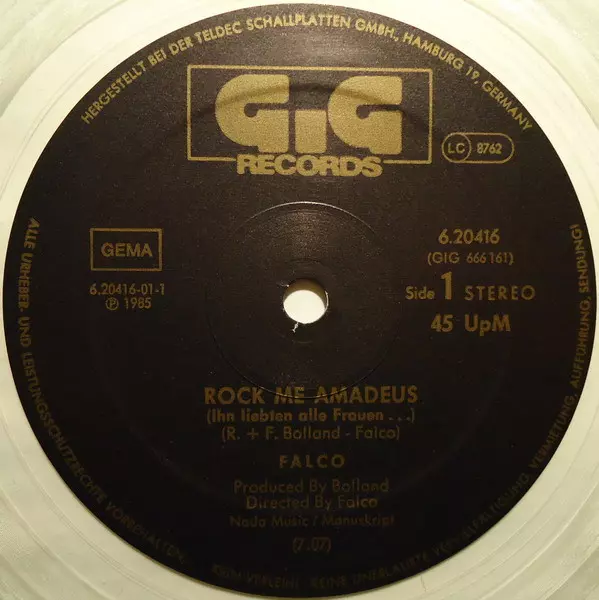 HERGESTELLT BEI DER TELDEC SCHALLPLATTEN GMBH., HAMBURG 19, GERMANY
GiG
RECORDS
LC 8762
GEMA
6.20416-01-1
℗ 1985
6.20416
(GIG 666 161)
Side 1 STEREO
45 UpM
ROCK ME AMADEUS
(Ihn liebten alle Frauen . . .)
(R. + F. Bolland - Falco)
FALCO
Produced By Bolland
Directed By Falco
Nada Music / Manuskript
(7.07)
ALLE URHEBER- UND LEISTUNGSSCHUTZRECHTE VORBEHALTEN.
KEIN VERLEIH! KEINE UNERLAUBTE VERVIELFÄLTIGUNG, VERMIETUNG, AUFFÜHRUNG, SENDUNG!